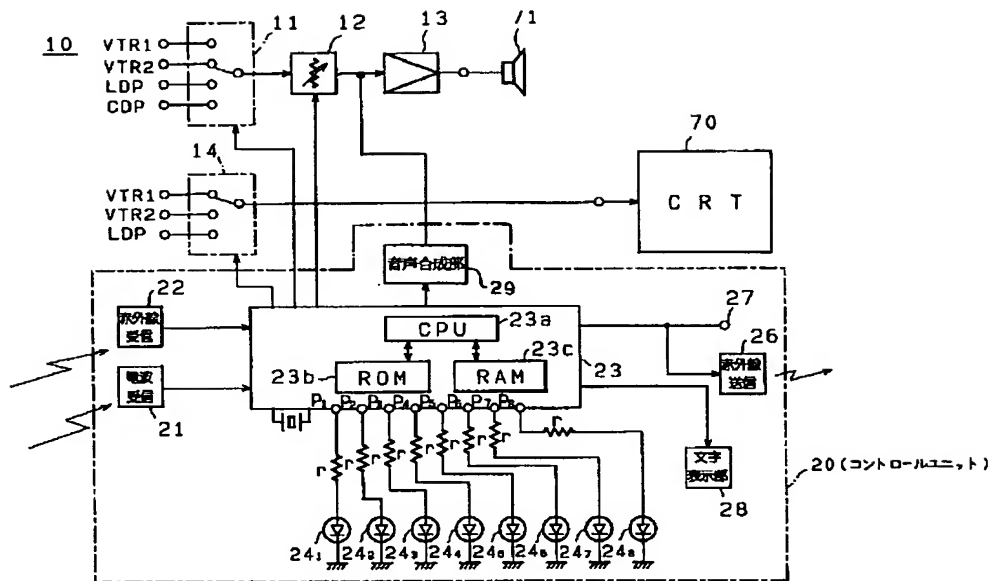 10
11
12
13
71
VTR1
VTR2
LDP
CDP
14
VTR1
VTR2
LDP
70
CRT
音声合成部
29
22
赤外線
受信
電波
受信
21
CPU
23a
ROM
23b
RAM
23c
23
27
26
赤外線
送信
文字
表示部
28
20(コントロールユニット)
P₁ P₂ P₃ P₄ P₅ P₆ P₇ P₈
r r r r r r r r
24₁ 24₂ 24₃ 24₄ 24₅ 24₆ 24₇ 24₈